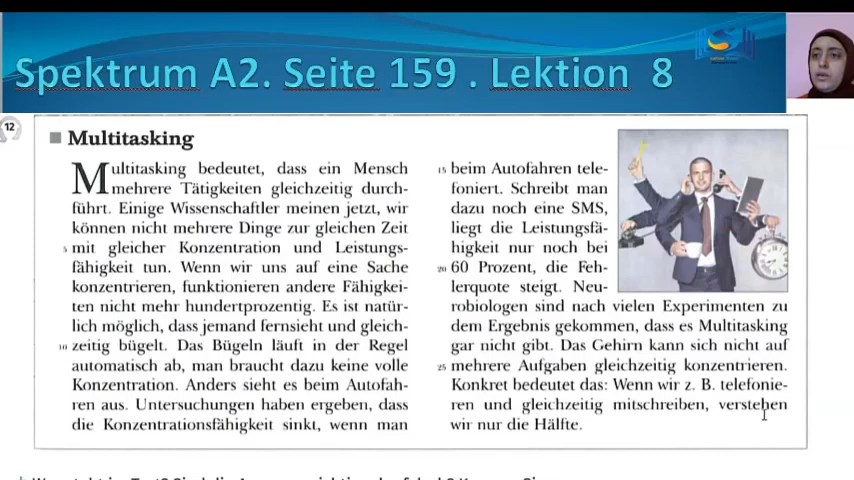 Spektrum A2. Seite 159 . Lektion 8
12
Multitasking
Multitasking bedeutet, dass ein Mensch
mehrere Tätigkeiten gleichzeitig durch-
führt. Einige Wissenschaftler meinen jetzt, wir
können nicht mehrere Dinge zur gleichen Zeit
5 mit gleicher Konzentration und Leistungs-
fähigkeit tun. Wenn wir uns auf eine Sache
konzentrieren, funktionieren andere Fähigkei-
ten nicht mehr hundertprozentig. Es ist natür-
lich möglich, dass jemand fernsieht und gleich-
10 zeitig bügelt. Das Bügeln läuft in der Regel
automatisch ab, man braucht dazu keine volle
Konzentration. Anders sieht es beim Autofah-
ren aus. Untersuchungen haben ergeben, dass
die Konzentrationsfähigkeit sinkt, wenn man
15 beim Autofahren tele-
foniert. Schreibt man
dazu noch eine SMS,
liegt die Leistungsfä-
higkeit nur noch bei
20 60 Prozent, die Feh-
lerquote steigt. Neu-
robiologen sind nach vielen Experimenten zu
dem Ergebnis gekommen, dass es Multitasking
gar nicht gibt. Das Gehirn kann sich nicht auf
25 mehrere Aufgaben gleichzeitig konzentrieren.
Konkret bedeutet das: Wenn wir z. B. telefonie-
ren und gleichzeitig mitschreiben, verstehen
wir nur die Hälfte.